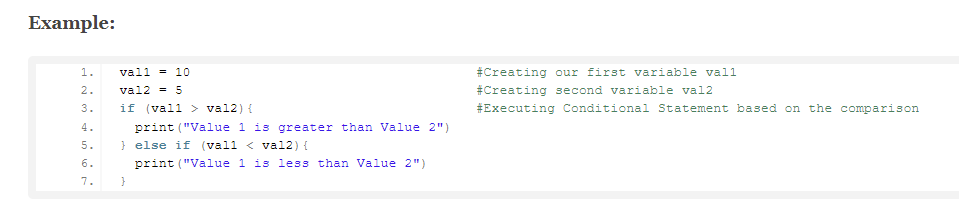 Example:
1. val1 = 10 #Creating our first variable val1
2. val2 = 5 #Creating second variable val2
3. if (val1 > val2){ #Executing Conditional Statement based on the comparison
4. print("Value 1 is greater than Value 2")
5. } else if (val1 < val2){
6. print("Value 1 is less than Value 2")
7. }